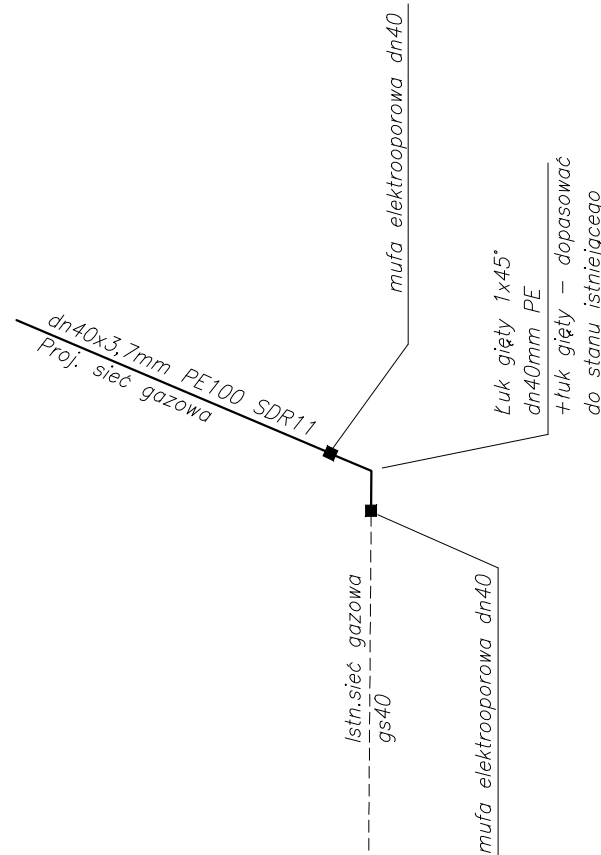 mufa elektrooporowa dn40
dn40x3,7mm PE100 SDR11
Proj. sieć gazowa
Łuk gięty 1x45°
dn40mm PE
+łuk gięty – dopasować
do stanu istniejącego
Istn.sieć gazowa
gs40
mufa elektrooporowa dn40